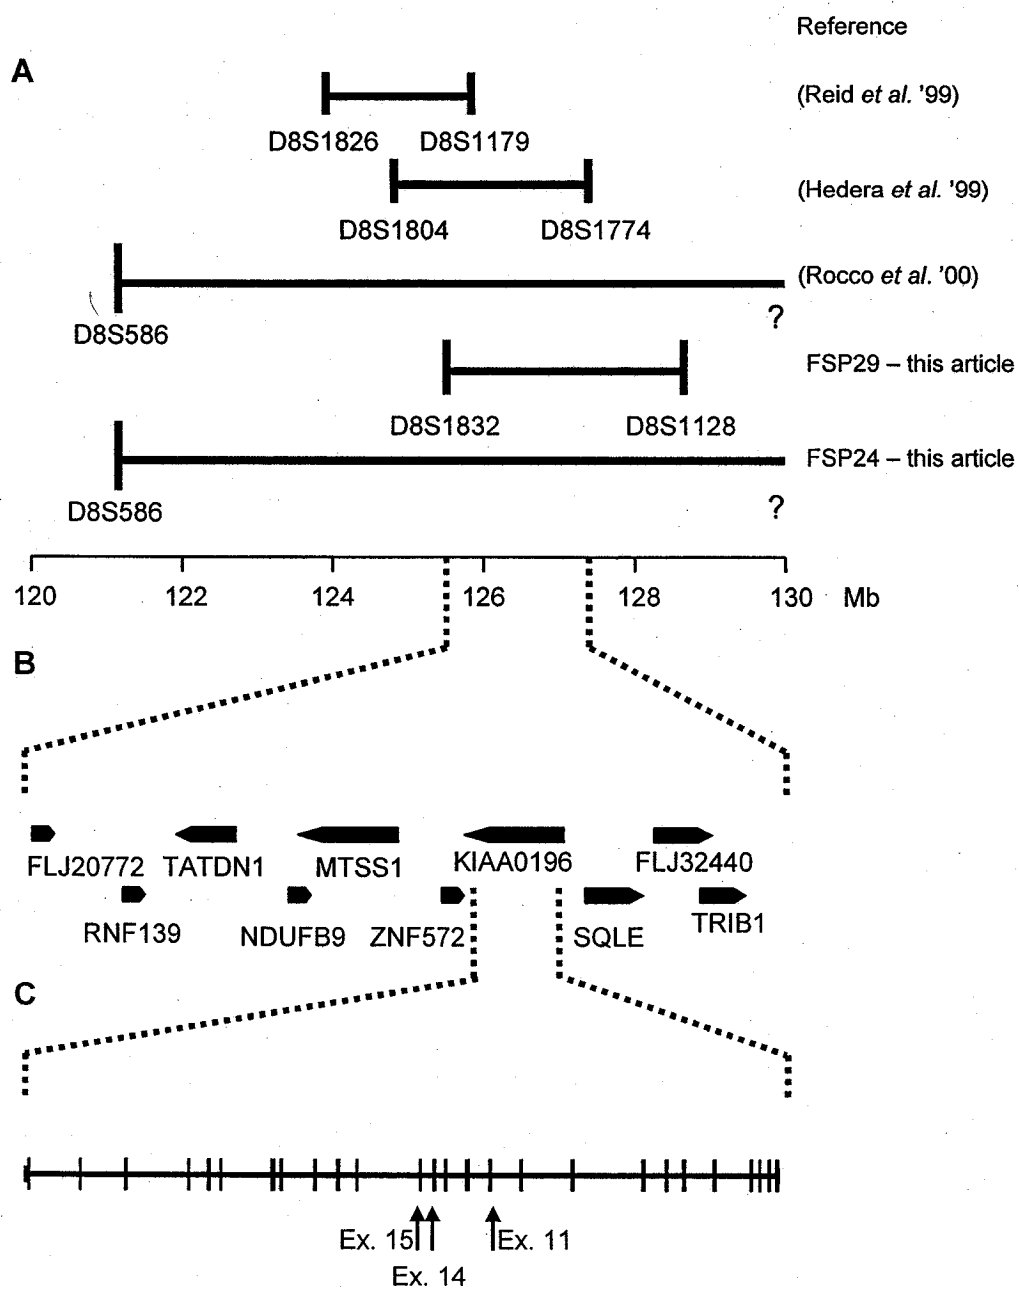 Reference
A
(Reid et al. '99)
D8S1826 D8S1179
(Hedera et al. '99)
D8S1804 D8S1774
(Rocco et al. '00)
?
D8S586
FSP29 – this article
D8S1832 D8S1128
FSP24 – this article
D8S586 ?
120 122 124 126 128 130 Mb
B
FLJ20772 TATDN1 MTSS1 KIAA0196 FLJ32440
RNF139 NDUFB9 ZNF572 SQLE TRIB1
C
Ex. 15 Ex. 11
Ex. 14